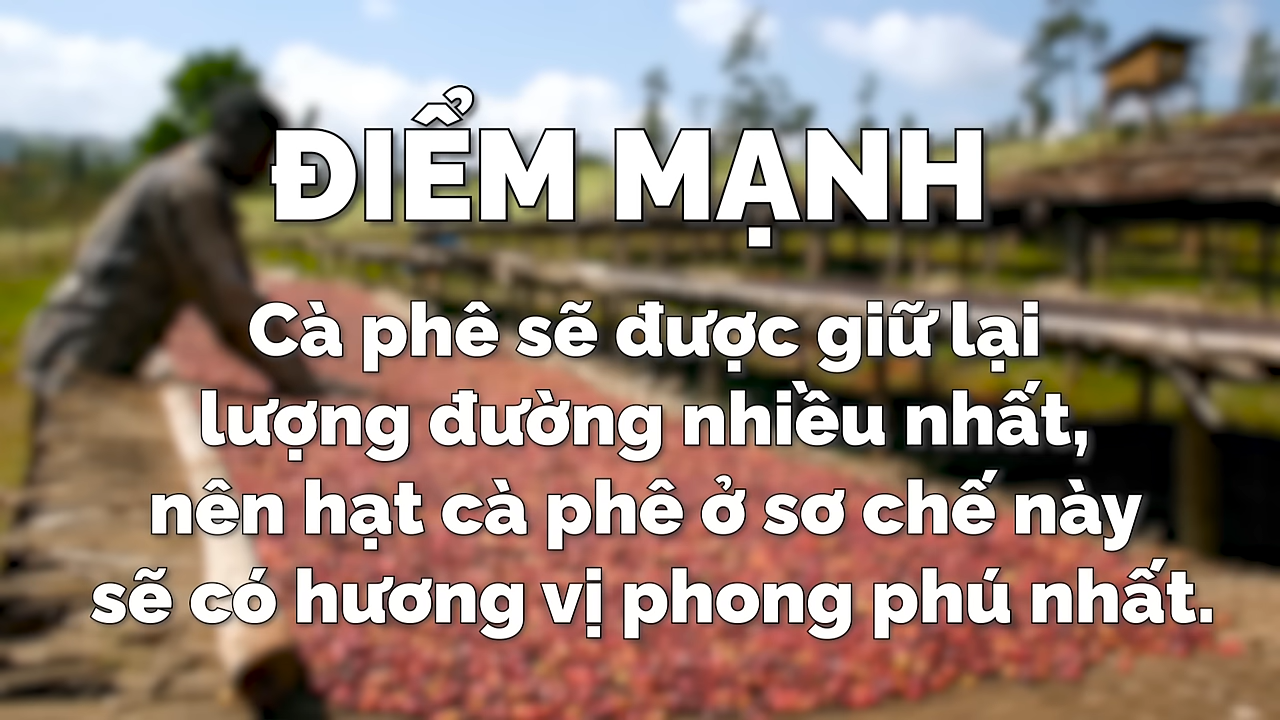 ĐIỂM MẠNH
Cà phê sẽ được giữ lại
lượng đường nhiều nhất,
nên hạt cà phê ở sơ chế này
sẽ có hương vị phong phú nhất.